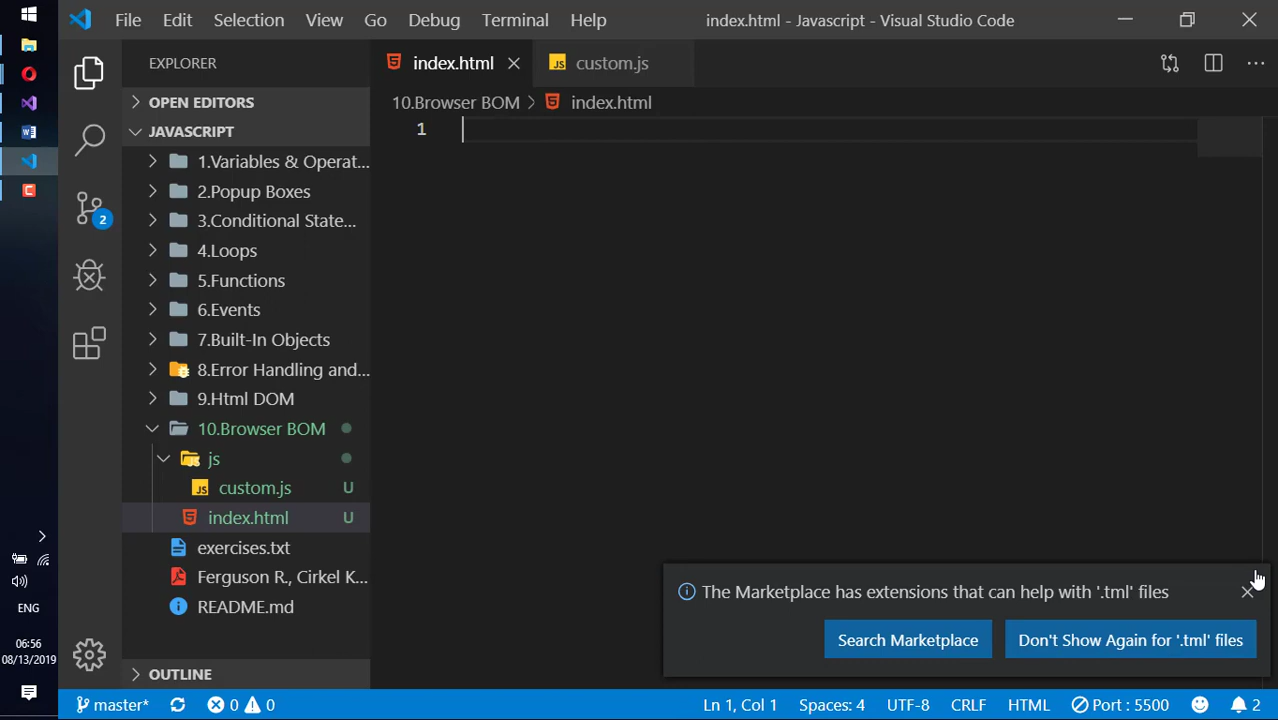 File Edit Selection View Go Debug Terminal Help index.html - Javascript - Visual Studio Code
EXPLORER
index.html
JS custom.js
OPEN EDITORS
10.Browser BOM > index.html
JAVASCRIPT
1
1.Variables & Operat...
2.Popup Boxes
3.Conditional State...
4.Loops
5.Functions
6.Events
7.Built-In Objects
8.Error Handling and...
9.Html DOM
10.Browser BOM
js
JS custom.js U
index.html U
exercises.txt
Ferguson R., Cirkel K...
README.md
OUTLINE
2
The Marketplace has extensions that can help with '.tml' files
Search Marketplace
Don't Show Again for '.tml' files
ENG
06:56
08/13/2019
master* 0 0 Ln 1, Col 1 Spaces: 4 UTF-8 CRLF HTML Port : 5500 2